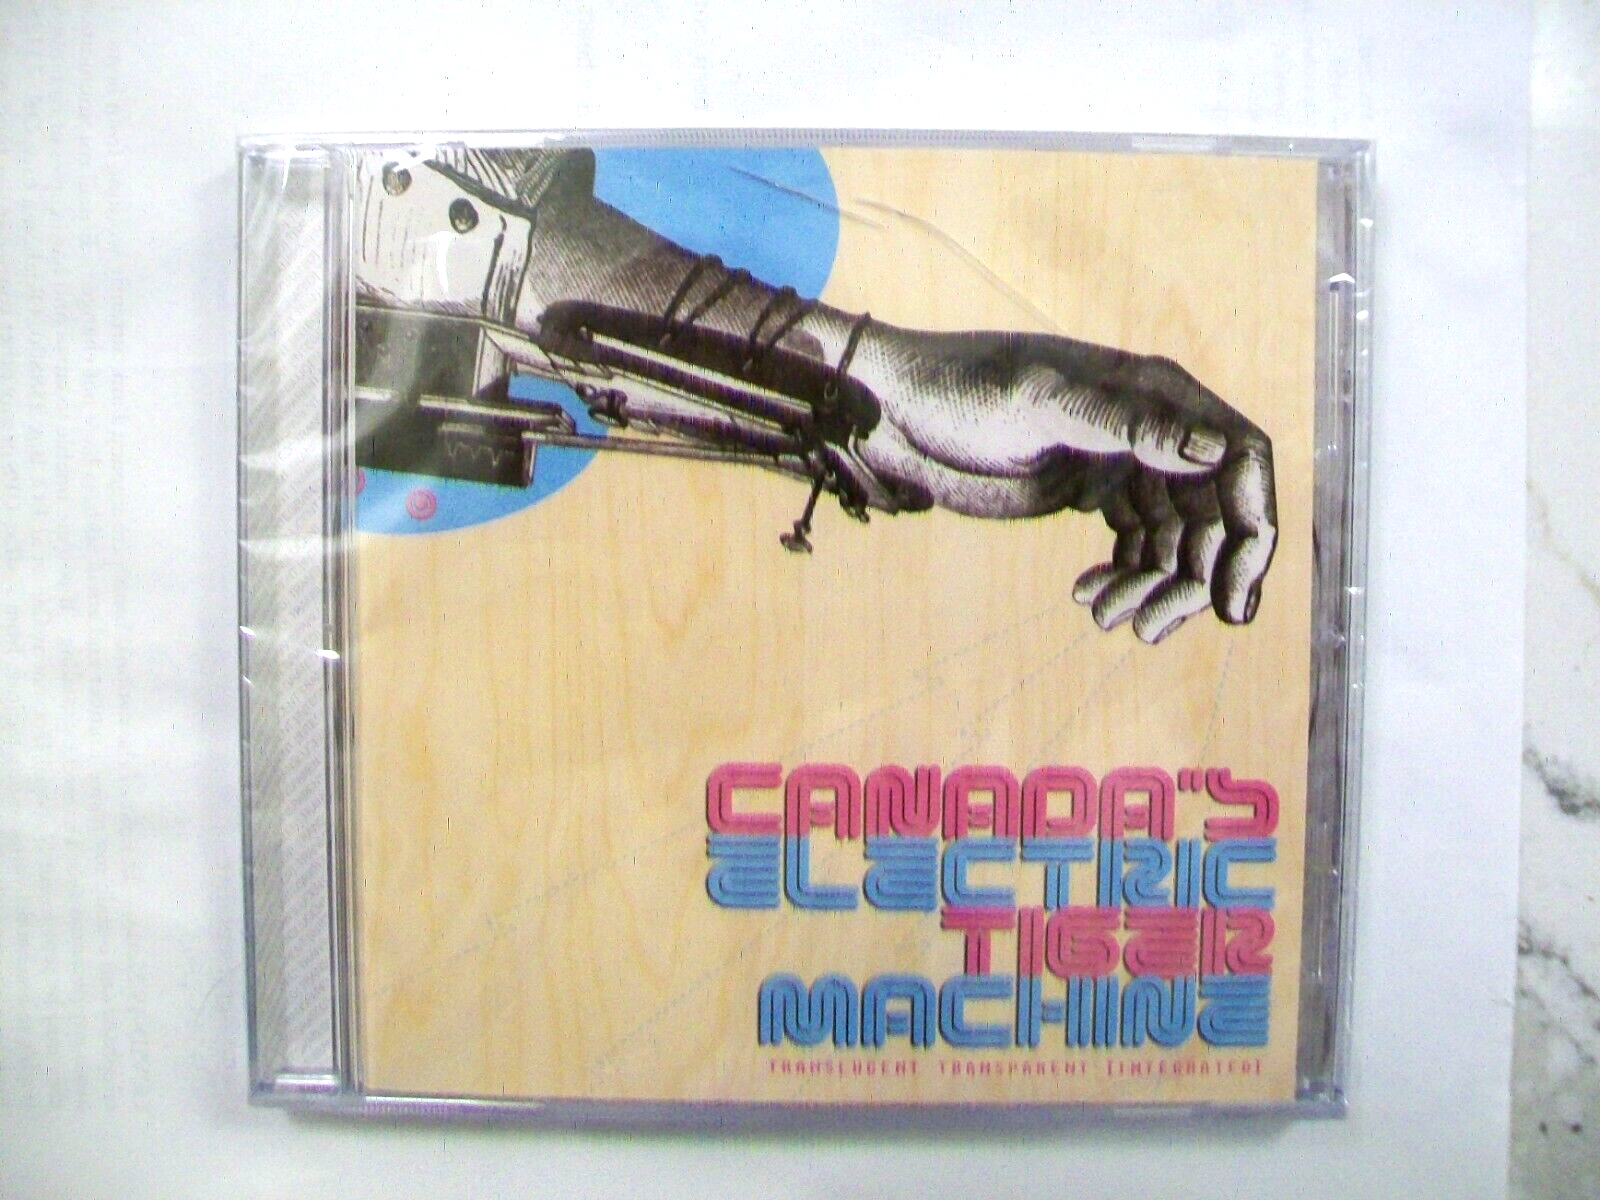 CANADA"S
ELECTRIC
TIGER
MACHINE
TRANSLUCENT TRANSPARENT [INTEGRATED]